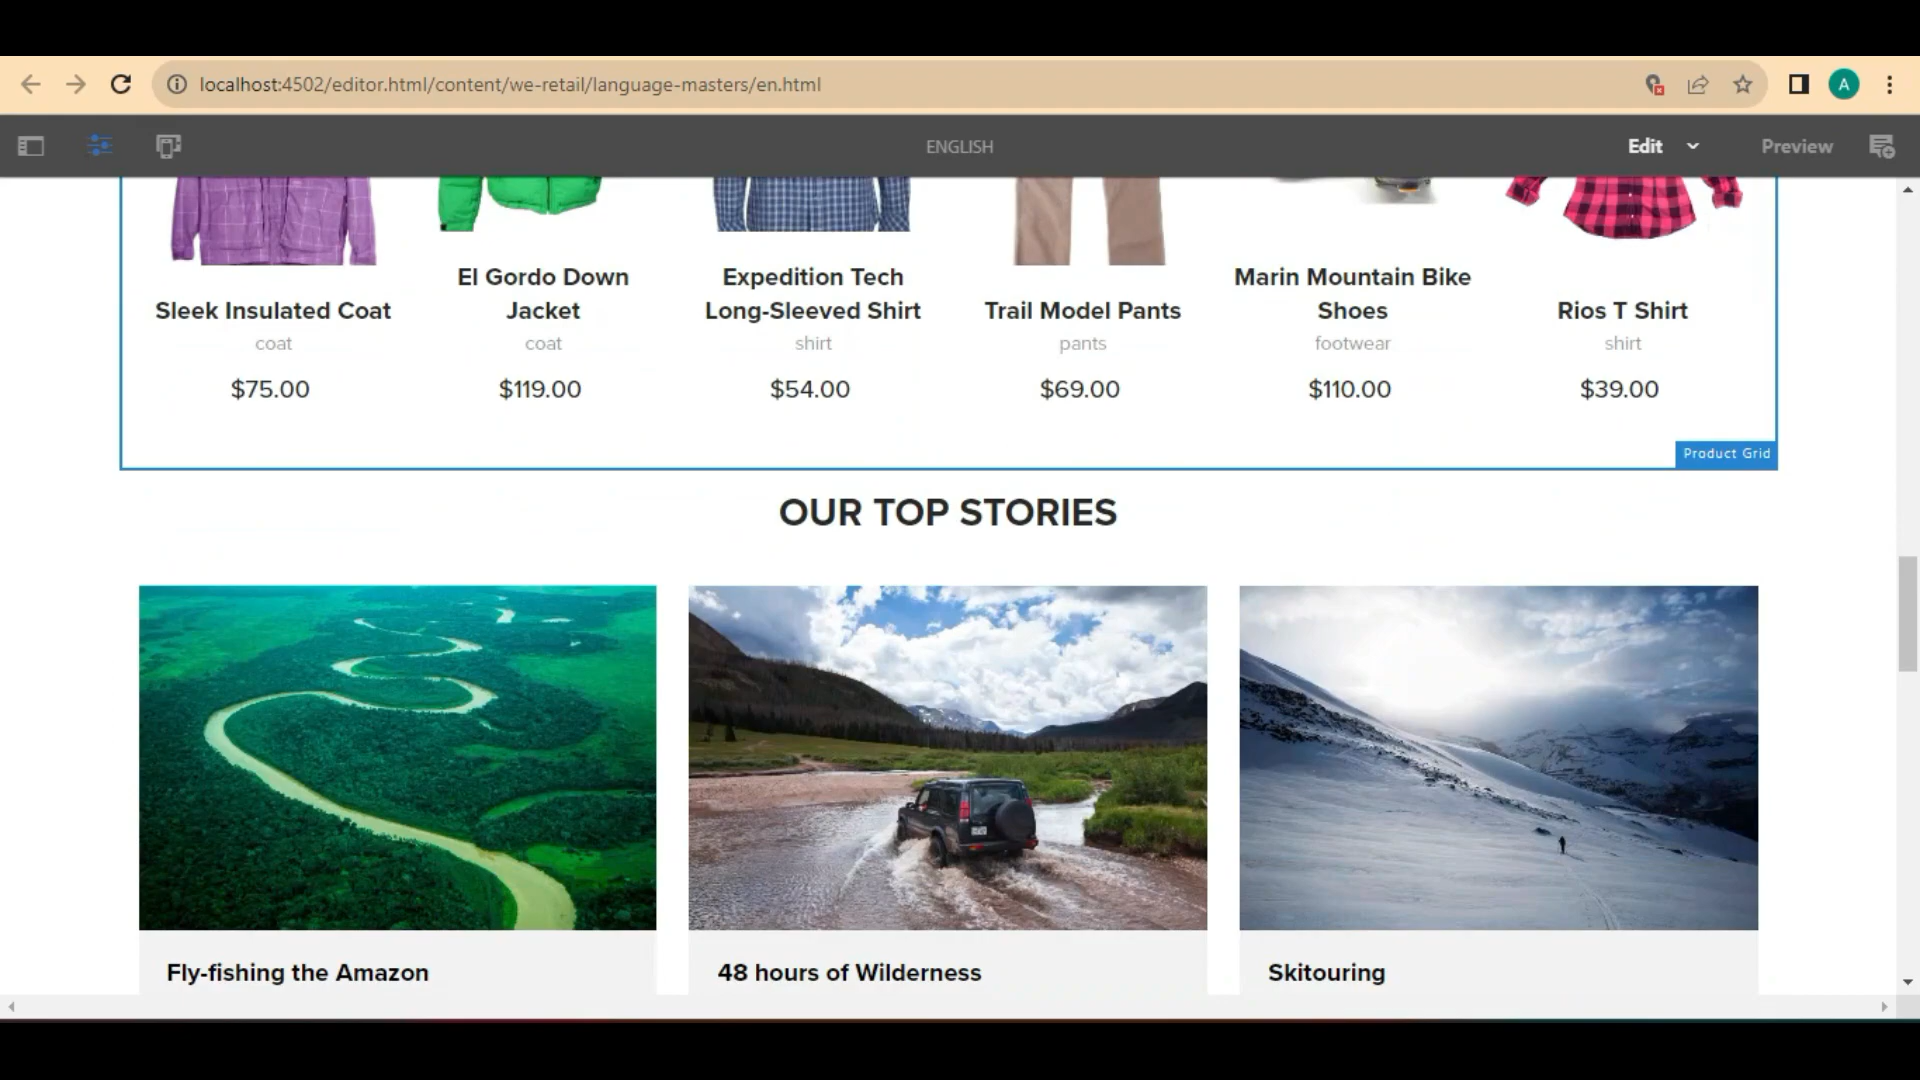 localhost:4502/editor.html/content/we-retail/language-masters/en.html
A
ENGLISH
Edit
Preview
Sleek Insulated Coat
coat
$75.00
El Gordo Down
Jacket
coat
$119.00
Expedition Tech
Long-Sleeved Shirt
shirt
$54.00
Trail Model Pants
pants
$69.00
Marin Mountain Bike
Shoes
footwear
$110.00
Rios T Shirt
shirt
$39.00
Product Grid
OUR TOP STORIES
Fly-fishing the Amazon
48 hours of Wilderness
Skitouring